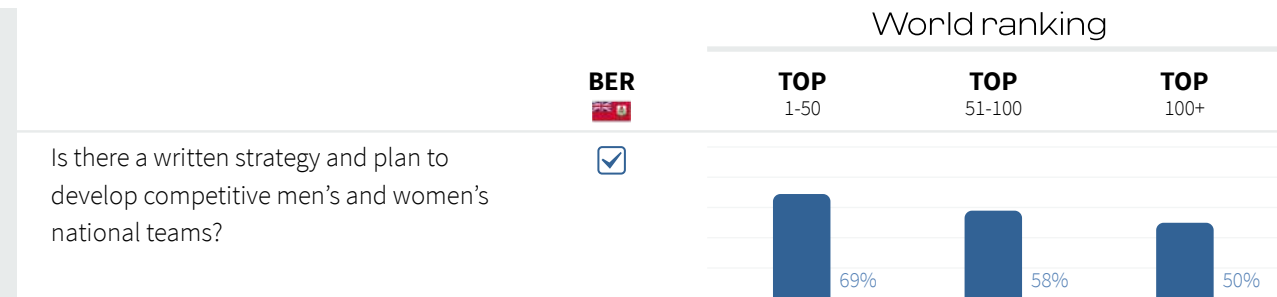 World ranking
BER TOP TOP TOP
1-50 51-100 100+
Is there a written strategy and plan to
develop competitive men’s and women’s
national teams?
69% 58% 50%